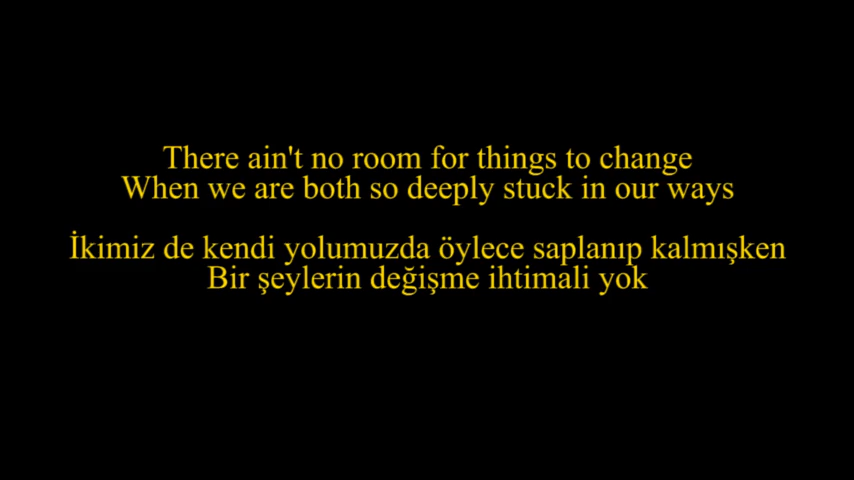 There ain't no room for things to change
When we are both so deeply stuck in our ways
İkimiz de kendi yolumuzda öylece saplanıp kalmışken
Bir şeylerin değişme ihtimali yok